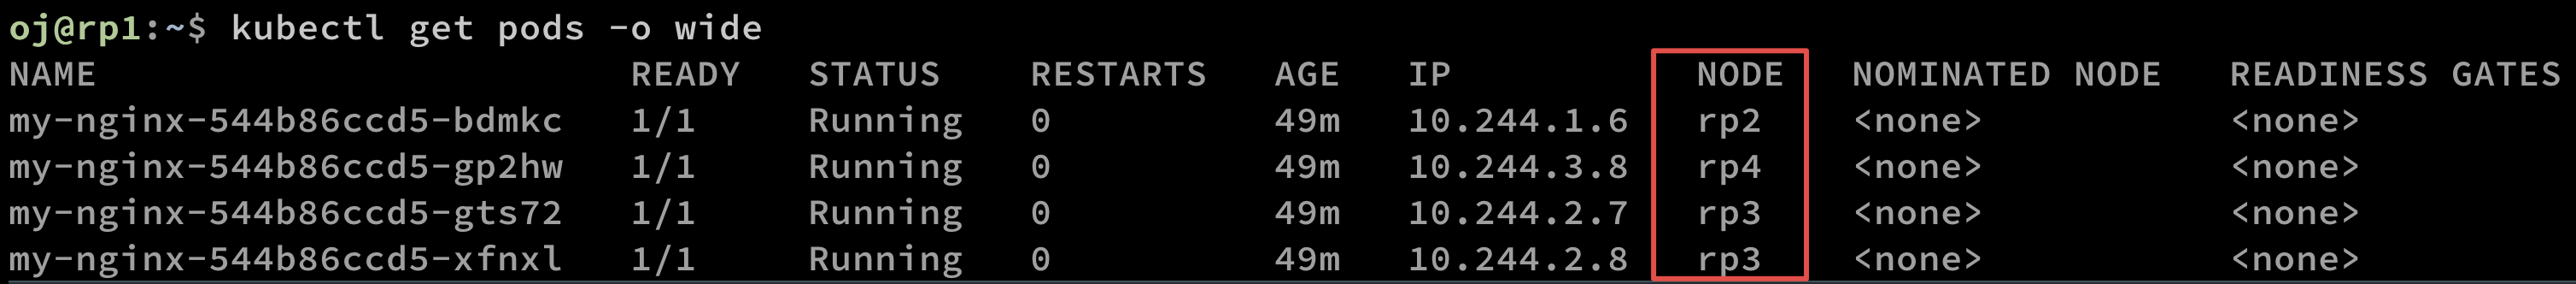 oj@rp1:~$ kubectl get pods -o wide
NAME READY STATUS RESTARTS AGE IP NODE NOMINATED NODE READINESS GATES
my-nginx-544b86ccd5-bdmkc 1/1 Running 0 49m 10.244.1.6 rp2 <none> <none>
my-nginx-544b86ccd5-gp2hw 1/1 Running 0 49m 10.244.3.8 rp4 <none> <none>
my-nginx-544b86ccd5-gts72 1/1 Running 0 49m 10.244.2.7 rp3 <none> <none>
my-nginx-544b86ccd5-xfnxl 1/1 Running 0 49m 10.244.2.8 rp3 <none> <none>